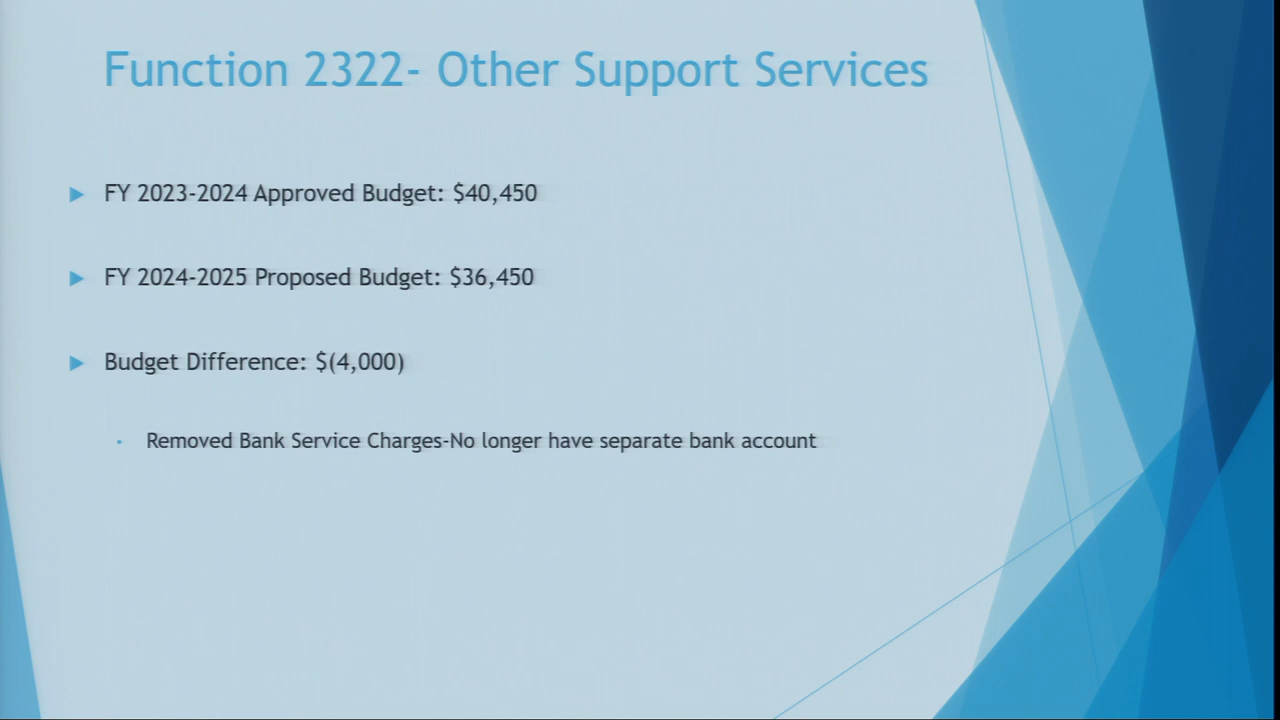 Function 2322- Other Support Services
FY 2023-2024 Approved Budget: $40,450
FY 2024-2025 Proposed Budget: $36,450
Budget Difference: $(4,000)
Removed Bank Service Charges-No longer have separate bank account